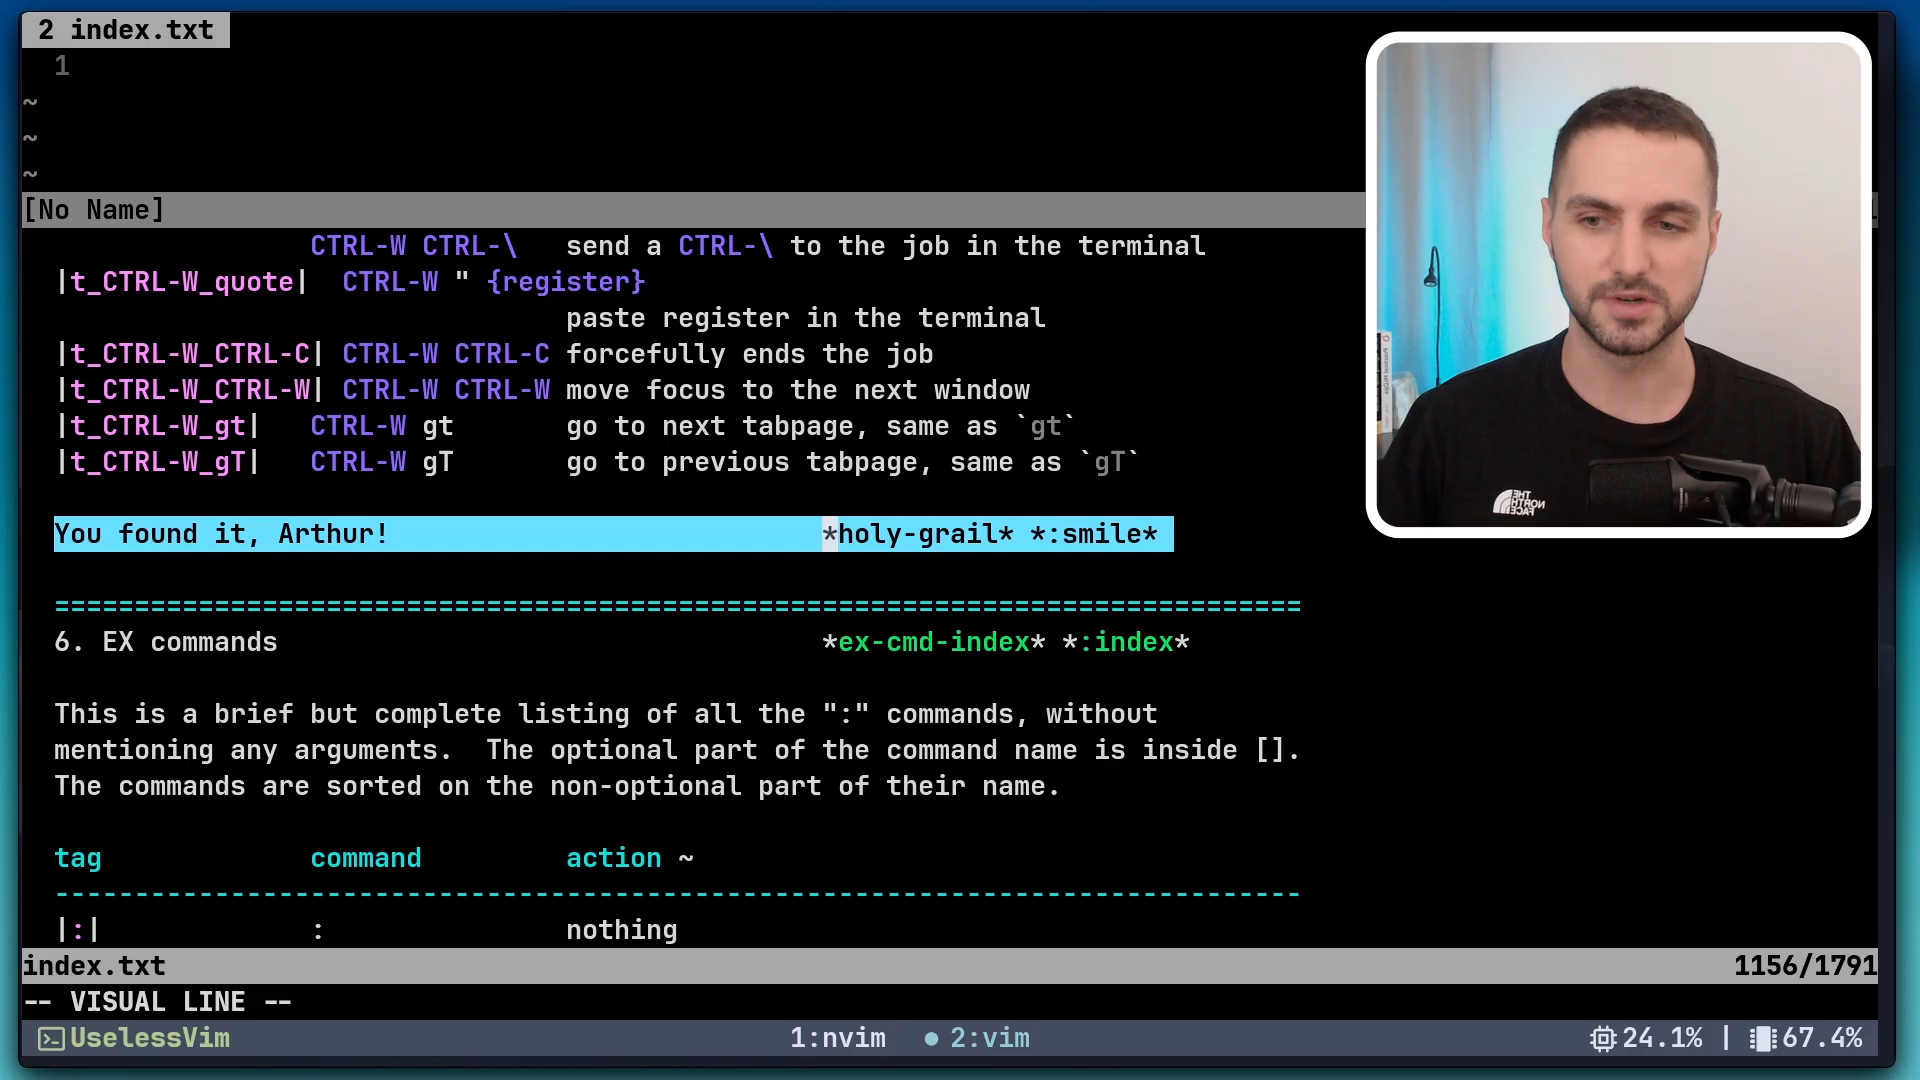 2 index.txt
1
~
~
~
[No Name]
CTRL-W CTRL-\ send a CTRL-\ to the job in the terminal
|t_CTRL-W_quote| CTRL-W " {register}
paste register in the terminal
|t_CTRL-W_CTRL-C| CTRL-W CTRL-C forcefully ends the job
|t_CTRL-W_CTRL-W| CTRL-W CTRL-W move focus to the next window
|t_CTRL-W_gt| CTRL-W gt go to next tabpage, same as `gt`
|t_CTRL-W_gT| CTRL-W gT go to previous tabpage, same as `gT`
You found it, Arthur! *holy-grail* *:smile*
==============================================================================
6. EX commands *ex-cmd-index* *:index*
This is a brief but complete listing of all the ":" commands, without
mentioning any arguments. The optional part of the command name is inside [].
The commands are sorted on the non-optional part of their name.
tag command action ~
------------------------------------------------------------------------------
|:| : nothing
index.txt 1156/1791
-- VISUAL LINE --
UselessVim 1:nvim ● 2:vim 24.1% | 67.4%
THE NORTH FACE